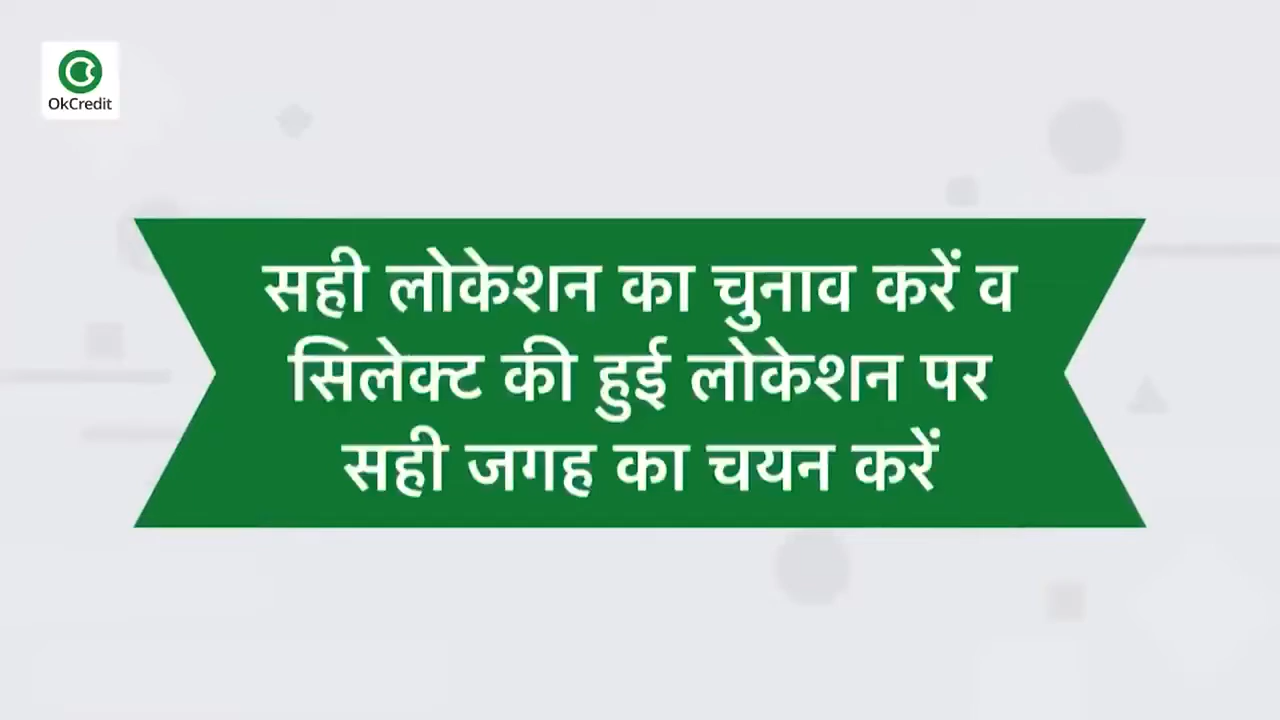 OkCredit
सही लोकेशन का चुनाव करें व
सिलेक्ट की हुई लोकेशन पर
सही जगह का चयन करें